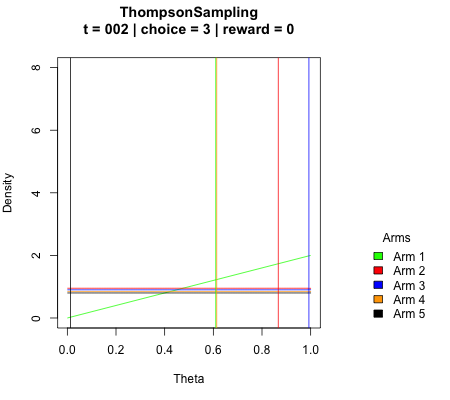 ThompsonSampling
t = 002 | choice = 3 | reward = 0
8
6
4
2
0
Density
0.0 0.2 0.4 0.6 0.8 1.0
Theta
Arms
Arm 1
Arm 2
Arm 3
Arm 4
Arm 5